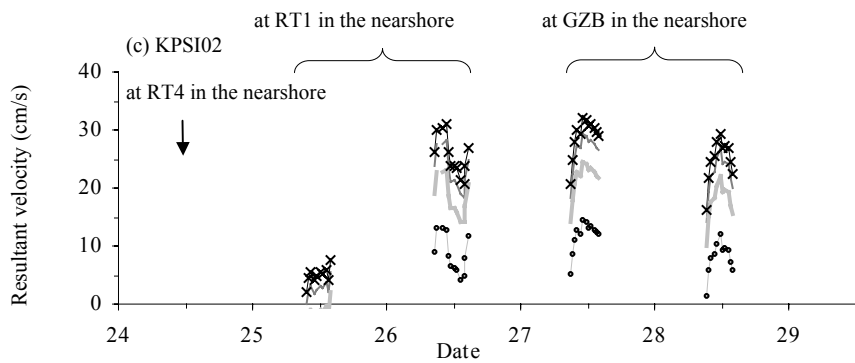 at RT1 in the nearshore at GZB in the nearshore
(c) KPSI02
40
at RT4 in the nearshore
30
20
10
0
Resultant velocity (cm/s)
24 25 26 27 28 29
Date